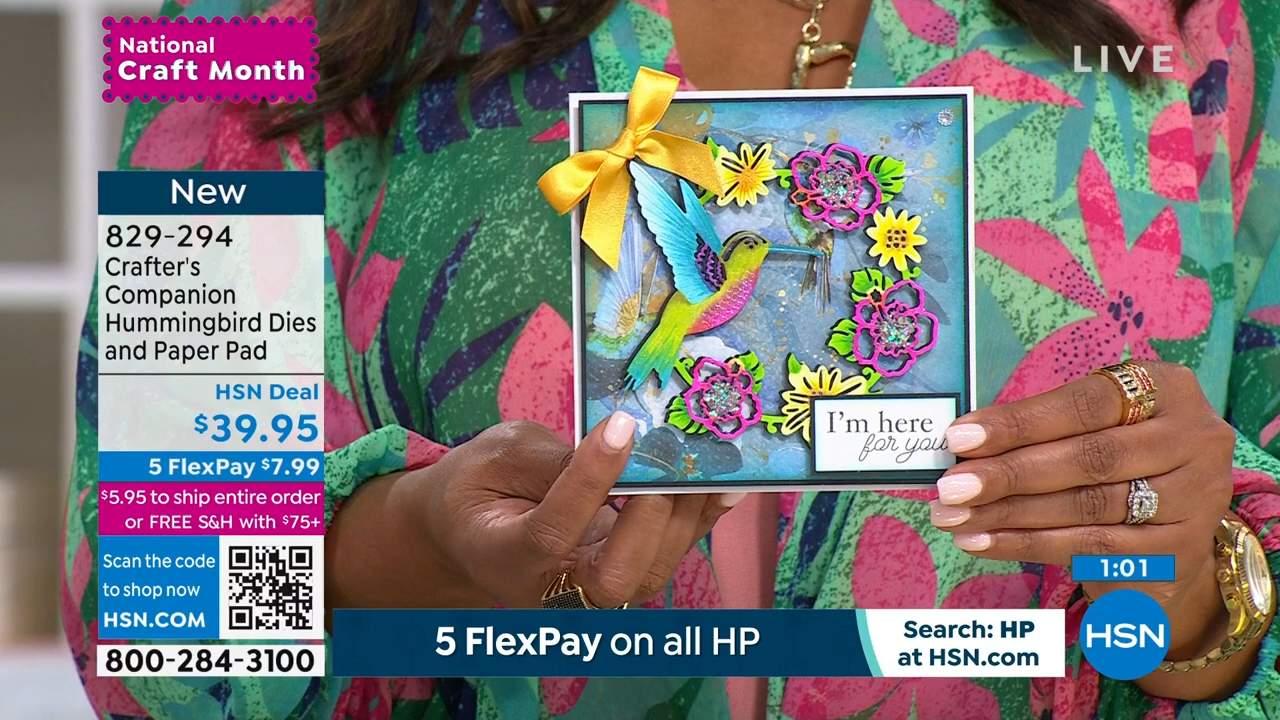 National
Craft Month
LIVE
New
829-294
Crafter's
Companion
Hummingbird Dies
and Paper Pad
HSN Deal
$39.95
5 FlexPay $7.99
$5.95 to ship entire order
or FREE S&H with $75+
Scan the code
to shop now
HSN.COM
800-284-3100
I'm here
for you
1:01
5 FlexPay on all HP
Search: HP
at HSN.com
HSN